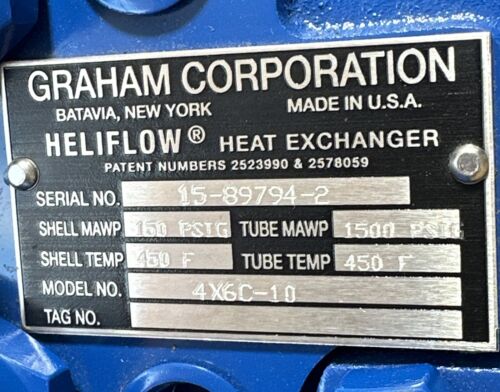 GRAHAM CORPORATION
BATAVIA, NEW YORK MADE IN U.S.A.
HELIFLOW® HEAT EXCHANGER
PATENT NUMBERS 2523990 & 2578059
SERIAL NO. 15-89794-2
SHELL MAWP 150 PSIG TUBE MAWP 1500 PSIG
SHELL TEMP 450 F TUBE TEMP 450 F
MODEL NO. 4X6C-10
TAG NO.